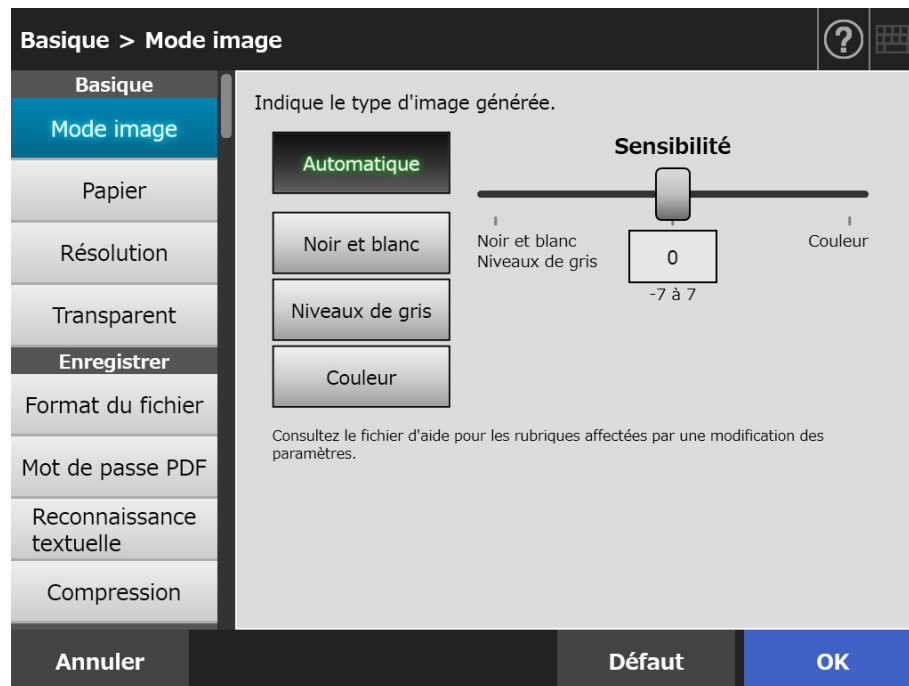 Basique > Mode image
?
Basique
Mode image
Papier
Résolution
Transparent
Enregistrer
Format du fichier
Mot de passe PDF
Reconnaissance
textuelle
Compression
Indique le type d'image générée.
Automatique
Noir et blanc
Niveaux de gris
Couleur
Sensibilité
Noir et blanc
Niveaux de gris
Couleur
0
-7 à 7
Consultez le fichier d'aide pour les rubriques affectées par une modification des
paramètres.
Annuler
Défaut
OK